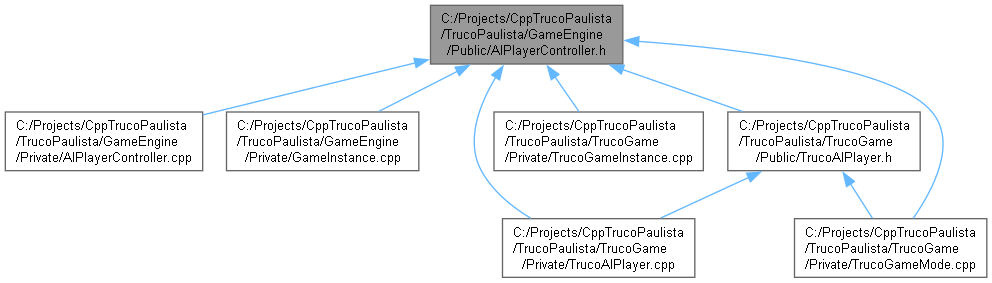 C:/Projects/CppTrucoPaulista
/TrucoPaulista/GameEngine
/Public/AIPlayerController.h
C:/Projects/CppTrucoPaulista
/TrucoPaulista/GameEngine
/Private/AIPlayerController.cpp
C:/Projects/CppTrucoPaulista
/TrucoPaulista/GameEngine
/Private/GameInstance.cpp
C:/Projects/CppTrucoPaulista
/TrucoPaulista/TrucoGame
/Private/TrucoGameInstance.cpp
C:/Projects/CppTrucoPaulista
/TrucoPaulista/TrucoGame
/Public/TrucoAIPlayer.h
C:/Projects/CppTrucoPaulista
/TrucoPaulista/TrucoGame
/Private/TrucoAIPlayer.cpp
C:/Projects/CppTrucoPaulista
/TrucoPaulista/TrucoGame
/Private/TrucoGameMode.cpp